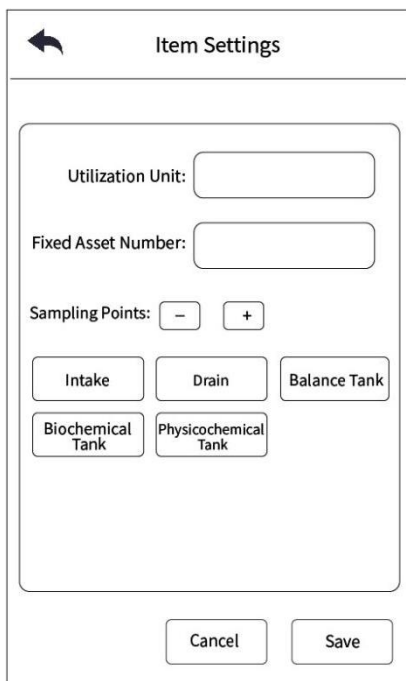 Item Settings
Utilization Unit:
Fixed Asset Number:
Sampling Points: − +
Intake Drain Balance Tank
Biochemical Tank
Physicochemical Tank
Cancel Save